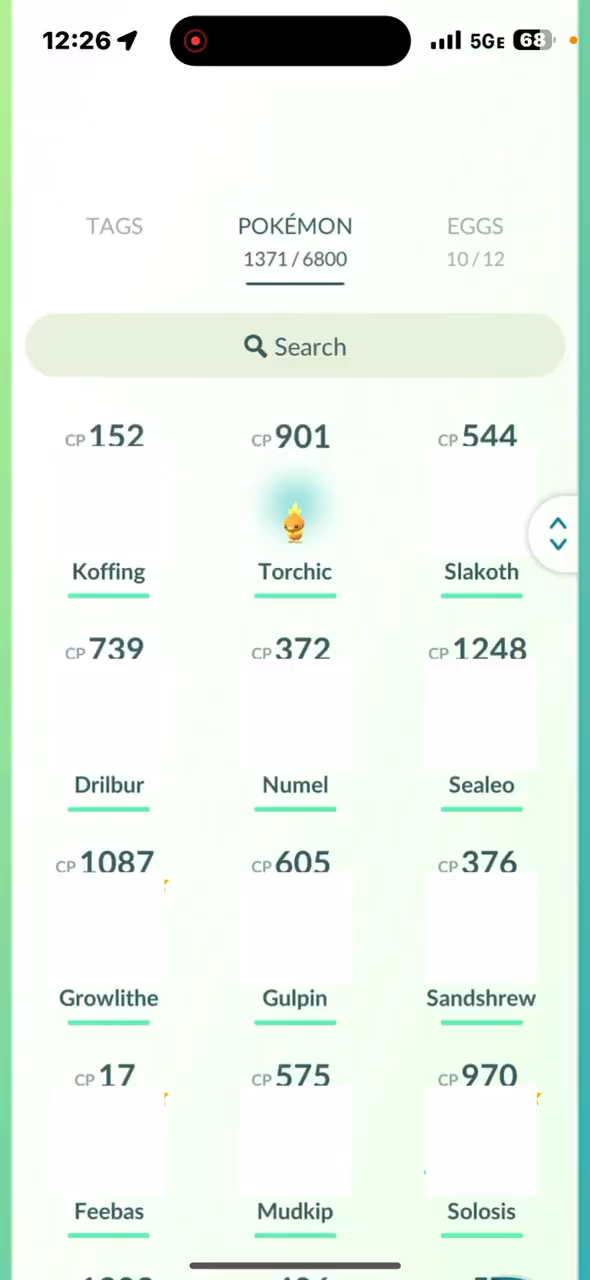 12:26 5GE 68
TAGS POKÉMON EGGS
1371 / 6800 10 / 12
Search
CP 152 CP 901 CP 544
Koffing Torchic Slakoth
CP 739 CP 372 CP 1248
Drilbur Numel Sealeo
CP 1087 CP 605 CP 376
Growlithe Gulpin Sandshrew
CP 17 CP 575 CP 970
Feebas Mudkip Solosis